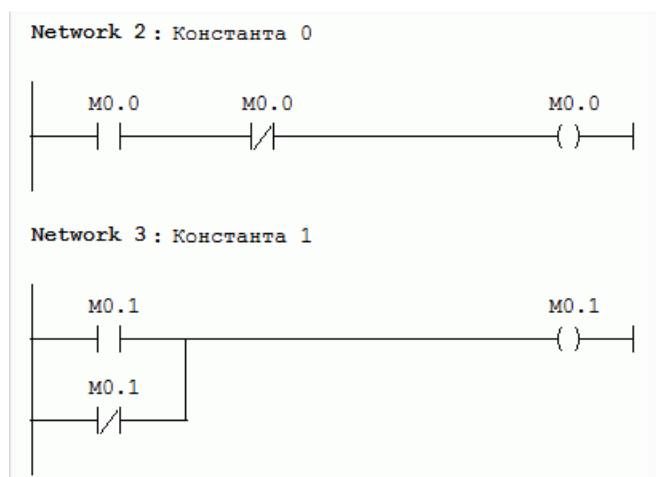 Network 2 : Константа 0
M0.0 M0.0 M0.0
Network 3 : Константа 1
M0.1 M0.1
M0.1